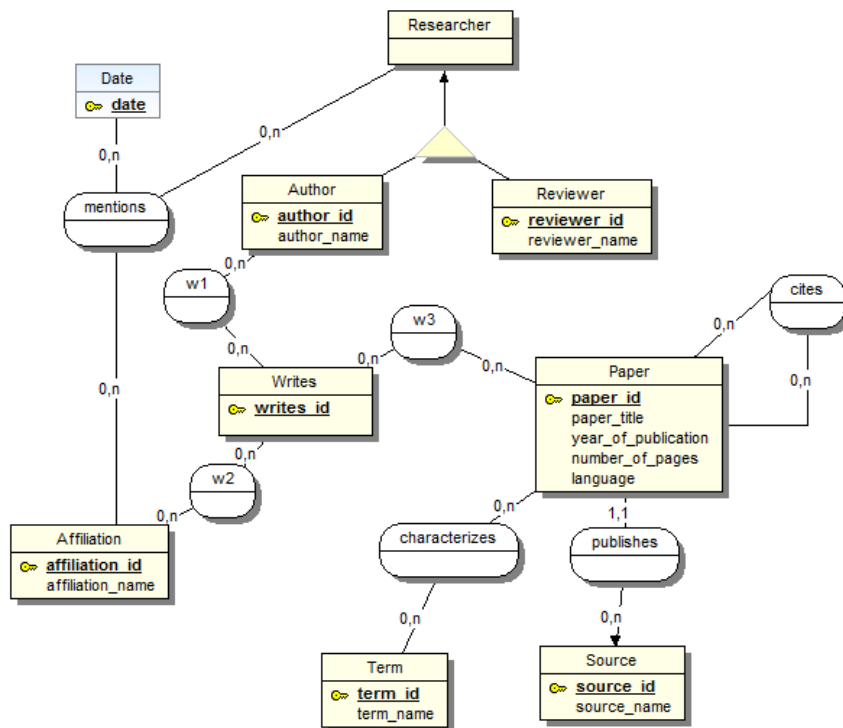 Researcher
Date
date
0,n
0,n
mentions
Author
author_id
author_name
Reviewer
reviewer_id
reviewer_name
0,n
w1
cites
w3
0,n
0,n
0,n
0,n
0,n
Writes
writes_id
Paper
paper_id
paper_title
year_of_publication
number_of_pages
language
0,n
0,n
0,n
w2
0,n
0,n
1,1
Affiliation
affiliation_id
affiliation_name
characterizes
publishes
0,n
0,n
Term
term_id
term_name
Source
source_id
source_name